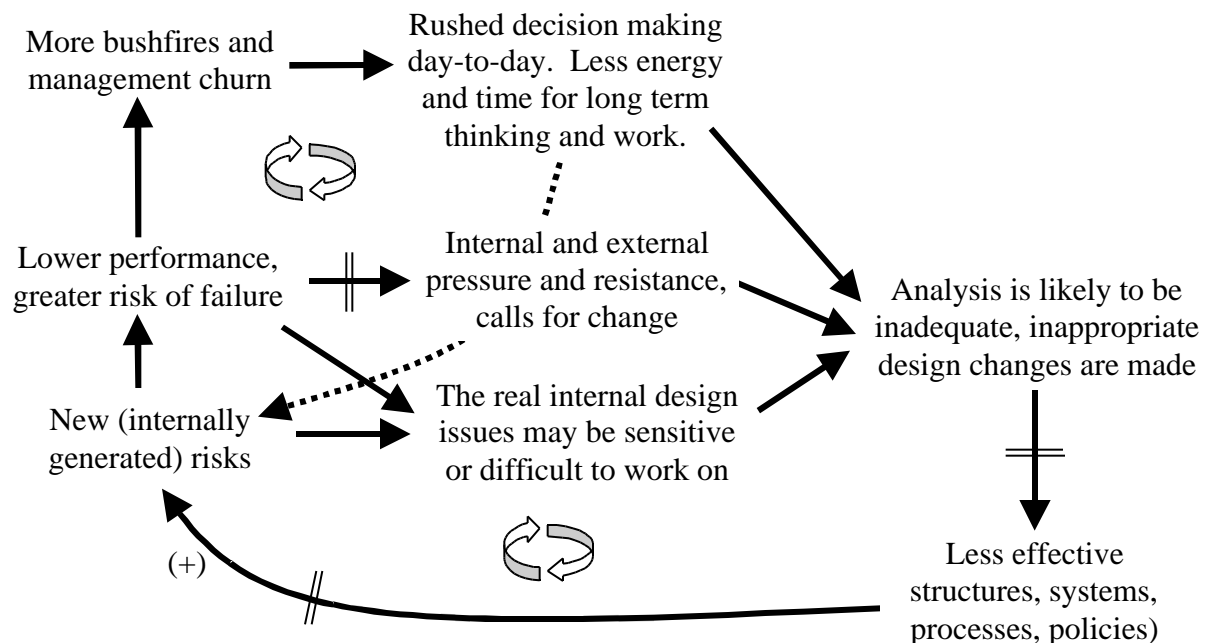 More bushfires and
management churn
Rushed decision making
day-to-day.  Less energy
and time for long term
thinking and work.
Lower performance,
greater risk of failure
Internal and external
pressure and resistance,
calls for change
Analysis is likely to be
inadequate, inappropriate
design changes are made
New (internally
generated) risks
The real internal design
issues may be sensitive
or difficult to work on
(+)
Less effective
structures, systems,
processes, policies)